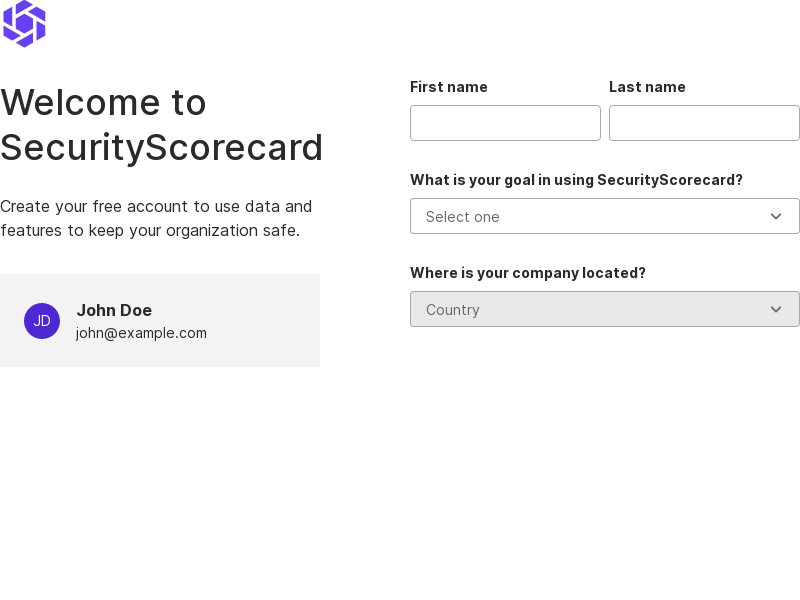 Welcome to
SecurityScorecard
Create your free account to use data and
features to keep your organization safe.
JD
John Doe
john@example.com
First name
Last name
What is your goal in using SecurityScorecard?
Select one
Where is your company located?
Country